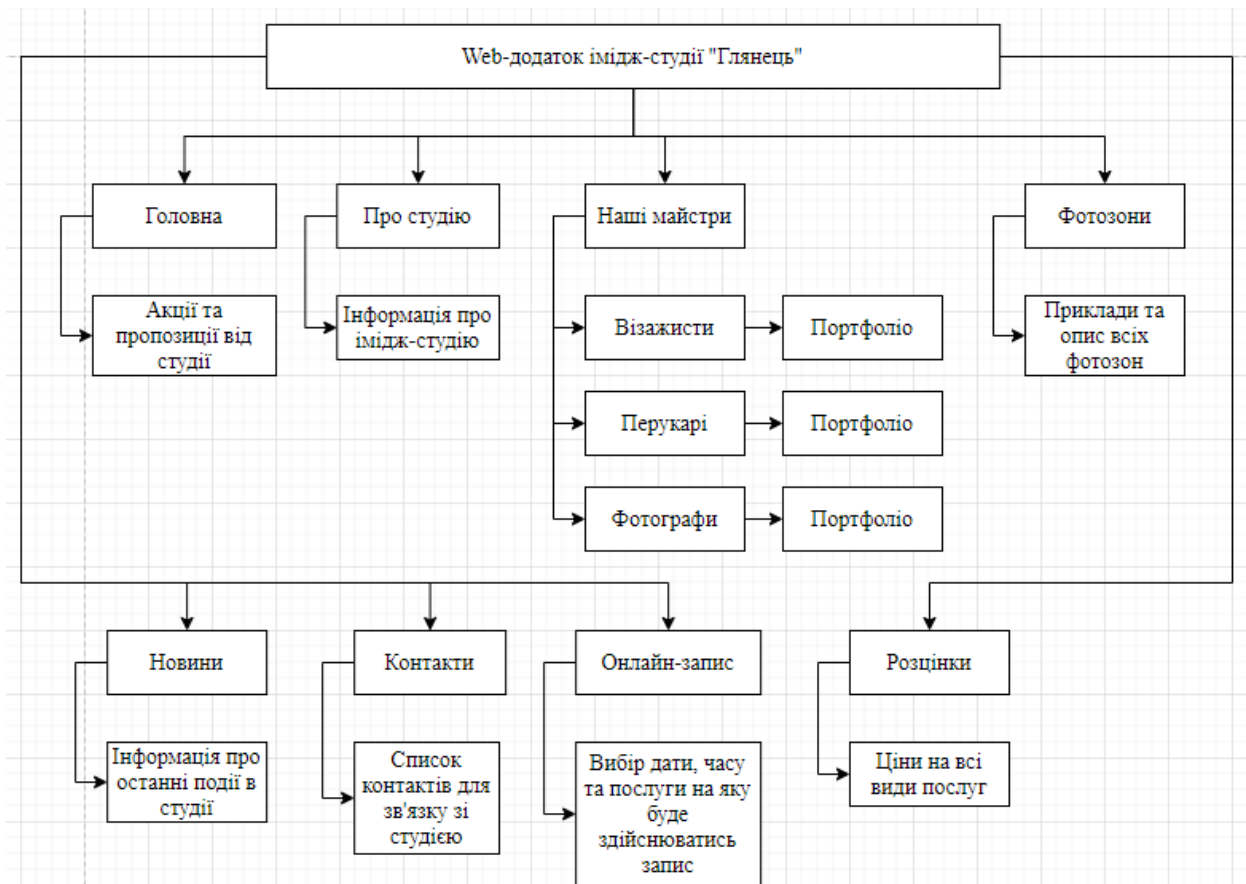 Web-додаток імідж-студії "Глянець"
Головна
Про студію
Наші майстри
Фотозони
Акції та
пропозиції від
студії
Інформація про
імідж-студію
Візажисти
Портфоліо
Приклади та
опис всіх
фотозон
Перукарі
Портфоліо
Фотографи
Портфоліо
Новини
Контакти
Онлайн-запис
Розцінки
Інформація про
останні події в
студії
Список
контактів для
зв'язку зі
студією
Вибір дати, часу
та послуги на яку
буде
здійснюватись
запис
Ціни на всі
види послуг